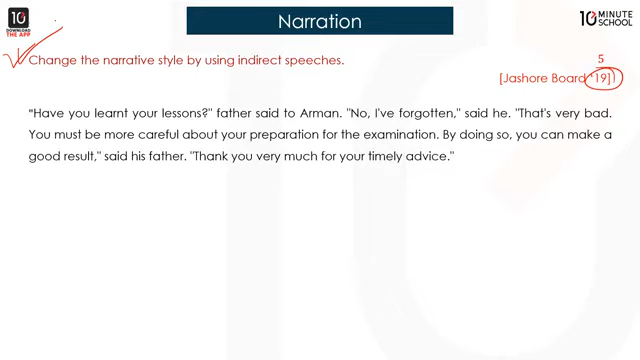 10
DOWNLOAD
THE APP
Narration
10 MINUTE
SCHOOL
Change the narrative style by using indirect speeches.
5
[Jashore Board '19]
"Have you learnt your lessons?" father said to Arman. "No, I've forgotten," said he. "That's very bad.
You must be more careful about your preparation for the examination. By doing so, you can make a
good result," said his father. "Thank you very much for your timely advice."